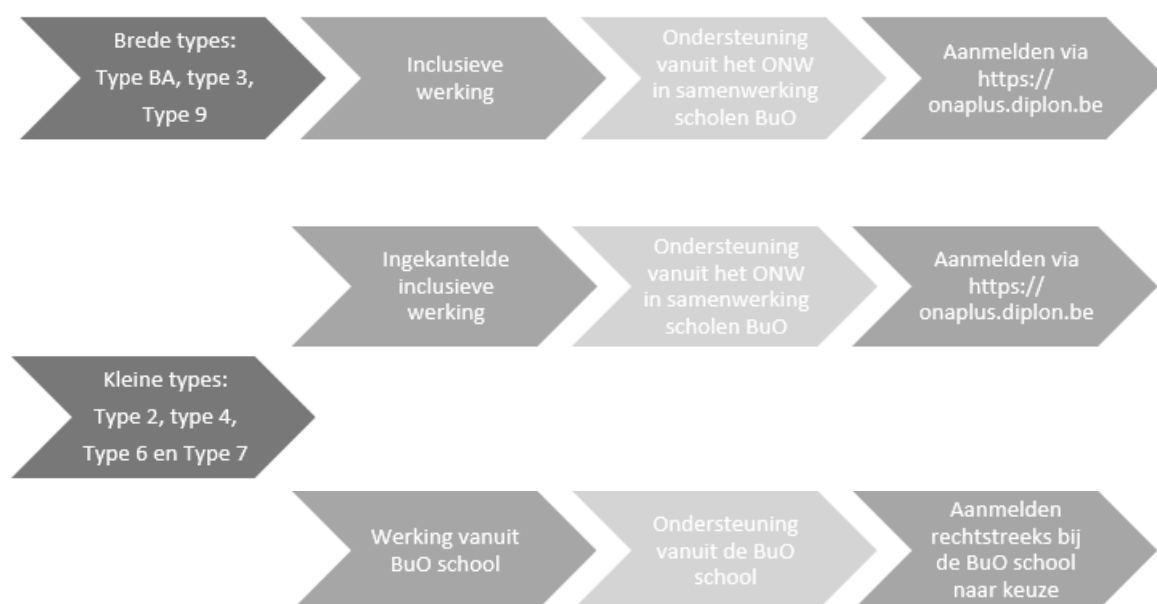 Brede types:
Type BA, type 3,
Type 9
Inclusieve
werking
Ondersteuning
vanuit het ONW
in samenwerking
scholen BuO
Aanmelden via
https://
onaplus.diplon.be
Ingekantelde
inclusieve
werking
Ondersteuning
vanuit het ONW
in samenwerking
scholen BuO
Aanmelden via
https://
onaplus.diplon.be
Kleine types:
Type 2, type 4,
Type 6 en Type 7
Werking vanuit
BuO school
Ondersteuning
vanuit de BuO
school
Aanmelden
rechtstreeks bij
de BuO school
naar keuze